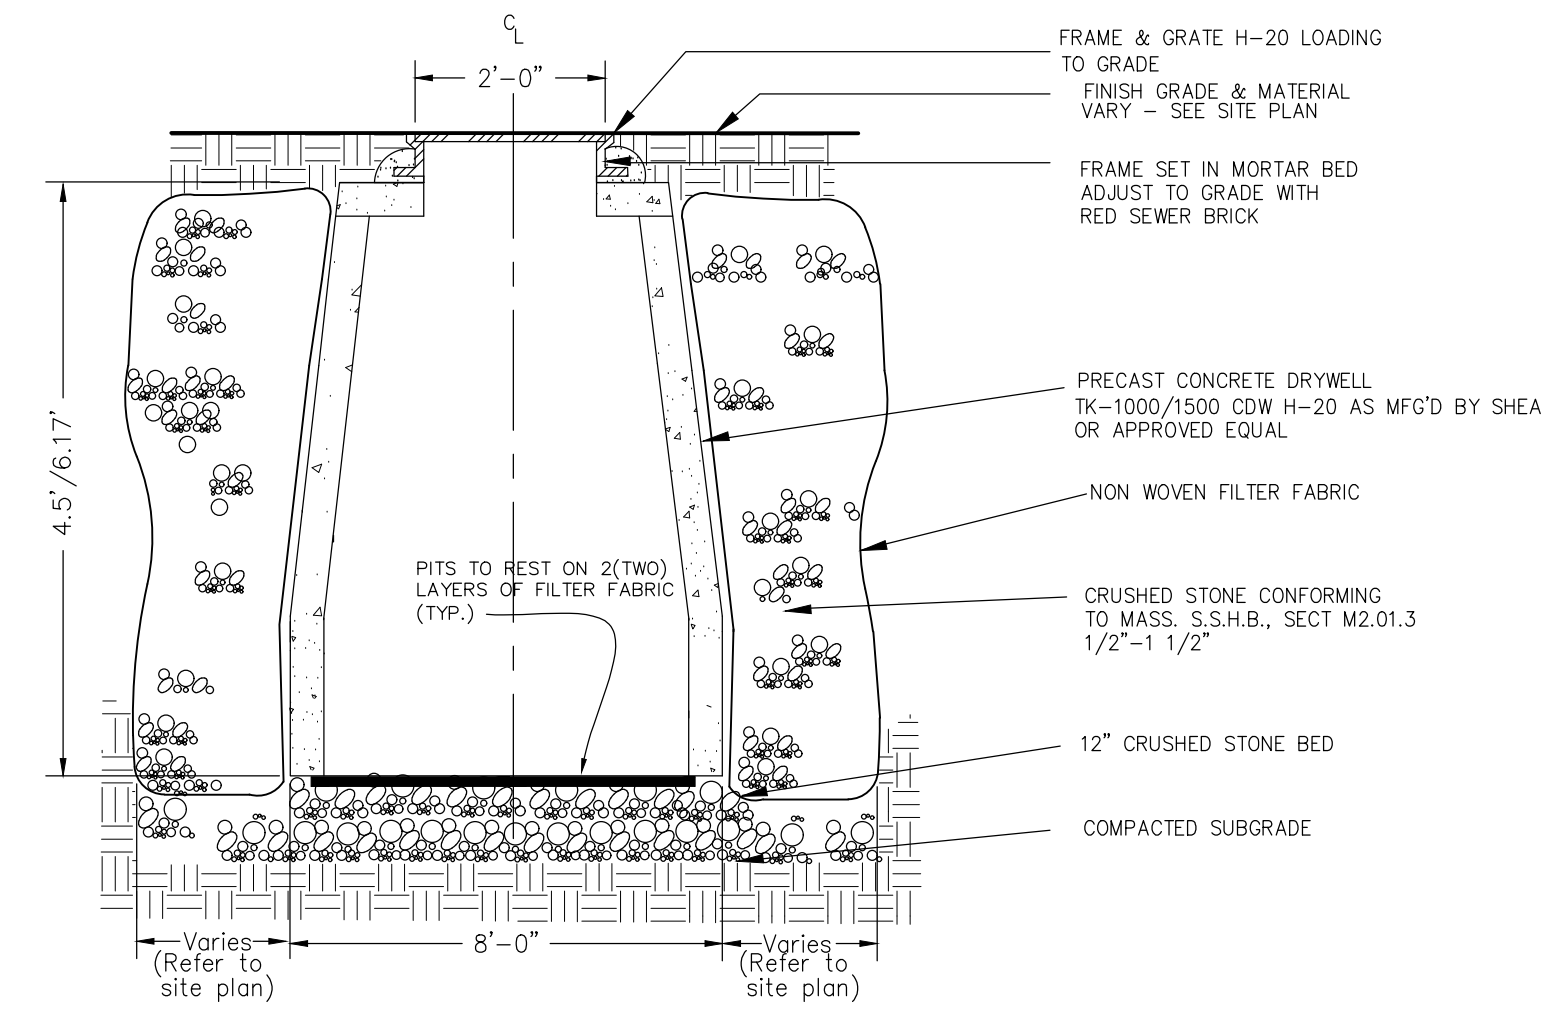 CL
2'-0"
FRAME & GRATE H-20 LOADING
TO GRADE
FINISH GRADE & MATERIAL
VARY - SEE SITE PLAN
FRAME SET IN MORTAR BED
ADJUST TO GRADE WITH
RED SEWER BRICK
PRECAST CONCRETE DRYWELL
TK-1000/1500 CDW H-20 AS MFG'D BY SHEA
OR APPROVED EQUAL
4.5'/6.17'
NON WOVEN FILTER FABRIC
PITS TO REST ON 2(TWO)
LAYERS OF FILTER FABRIC
(TYP.)
CRUSHED STONE CONFORMING
TO MASS. S.S.H.B., SECT M2.01.3
1/2"-1 1/2"
12" CRUSHED STONE BED
COMPACTED SUBGRADE
Varies
(Refer to
site plan)
8'-0"
Varies
(Refer to
site plan)